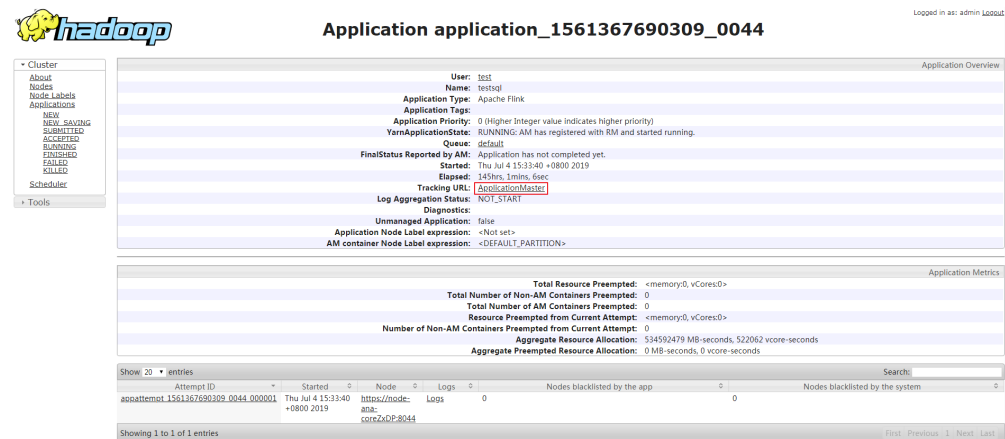 Logged in as: admin Logout
hadoop
Application application_1561367690309_0044
Cluster
About
Nodes
Node Labels
Applications
NEW
NEW_SAVING
SUBMITTED
ACCEPTED
RUNNING
FINISHED
FAILED
KILLED
Scheduler
Tools
Application Overview
User: test
Name: testsql
Application Type: Apache Flink
Application Tags:
Application Priority: 0 (Higher Integer value indicates higher priority)
YarnApplicationState: RUNNING: AM has registered with RM and started running.
Queue: default
FinalStatus Reported by AM: Application has not completed yet.
Started: Thu Jul 4 15:33:40 +0800 2019
Elapsed: 145hrs, 1mins, 6sec
Tracking URL: ApplicationMaster
Log Aggregation Status: NOT_START
Diagnostics:
Unmanaged Application: false
Application Node Label expression: <Not set>
AM container Node Label expression: <DEFAULT_PARTITION>
Application Metrics
Total Resource Preempted: <memory:0, vCores:0>
Total Number of Non-AM Containers Preempted: 0
Total Number of AM Containers Preempted: 0
Resource Preempted from Current Attempt: <memory:0, vCores:0>
Number of Non-AM Containers Preempted from Current Attempt: 0
Aggregate Resource Allocation: 534592479 MB-seconds, 522062 vcore-seconds
Aggregate Preempted Resource Allocation: 0 MB-seconds, 0 vcore-seconds
Show 20 entries Search:
Attempt ID Started Node Logs Nodes blacklisted by the app Nodes blacklisted by the system
appattempt_1561367690309_0044_000001 Thu Jul 4 15:33:40 https://node- Logs 0 0
+0800 2019 ana-
coreZxDP:8044
Showing 1 to 1 of 1 entries First Previous 1 Next Last